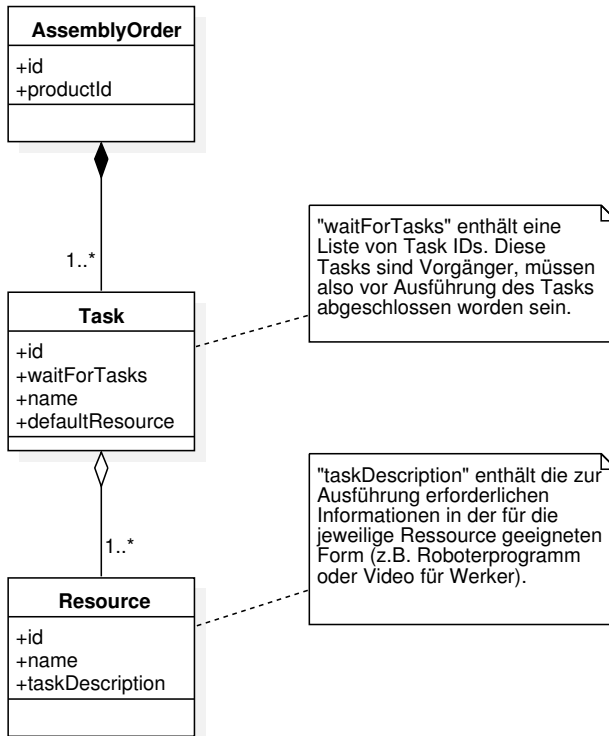 AssemblyOrder
+id
+productId
1..*
"waitForTasks" enthält eine
Liste von Task IDs. Diese
Tasks sind Vorgänger, müssen
also vor Ausführung des Tasks
abgeschlossen worden sein.
Task
+id
+waitForTasks
+name
+defaultResource
"taskDescription" enthält die zur
Ausführung erforderlichen
Informationen in der für die
jeweilige Ressource geeigneten
Form (z.B. Roboterprogramm
oder Video für Werker).
1..*
Resource
+id
+name
+taskDescription